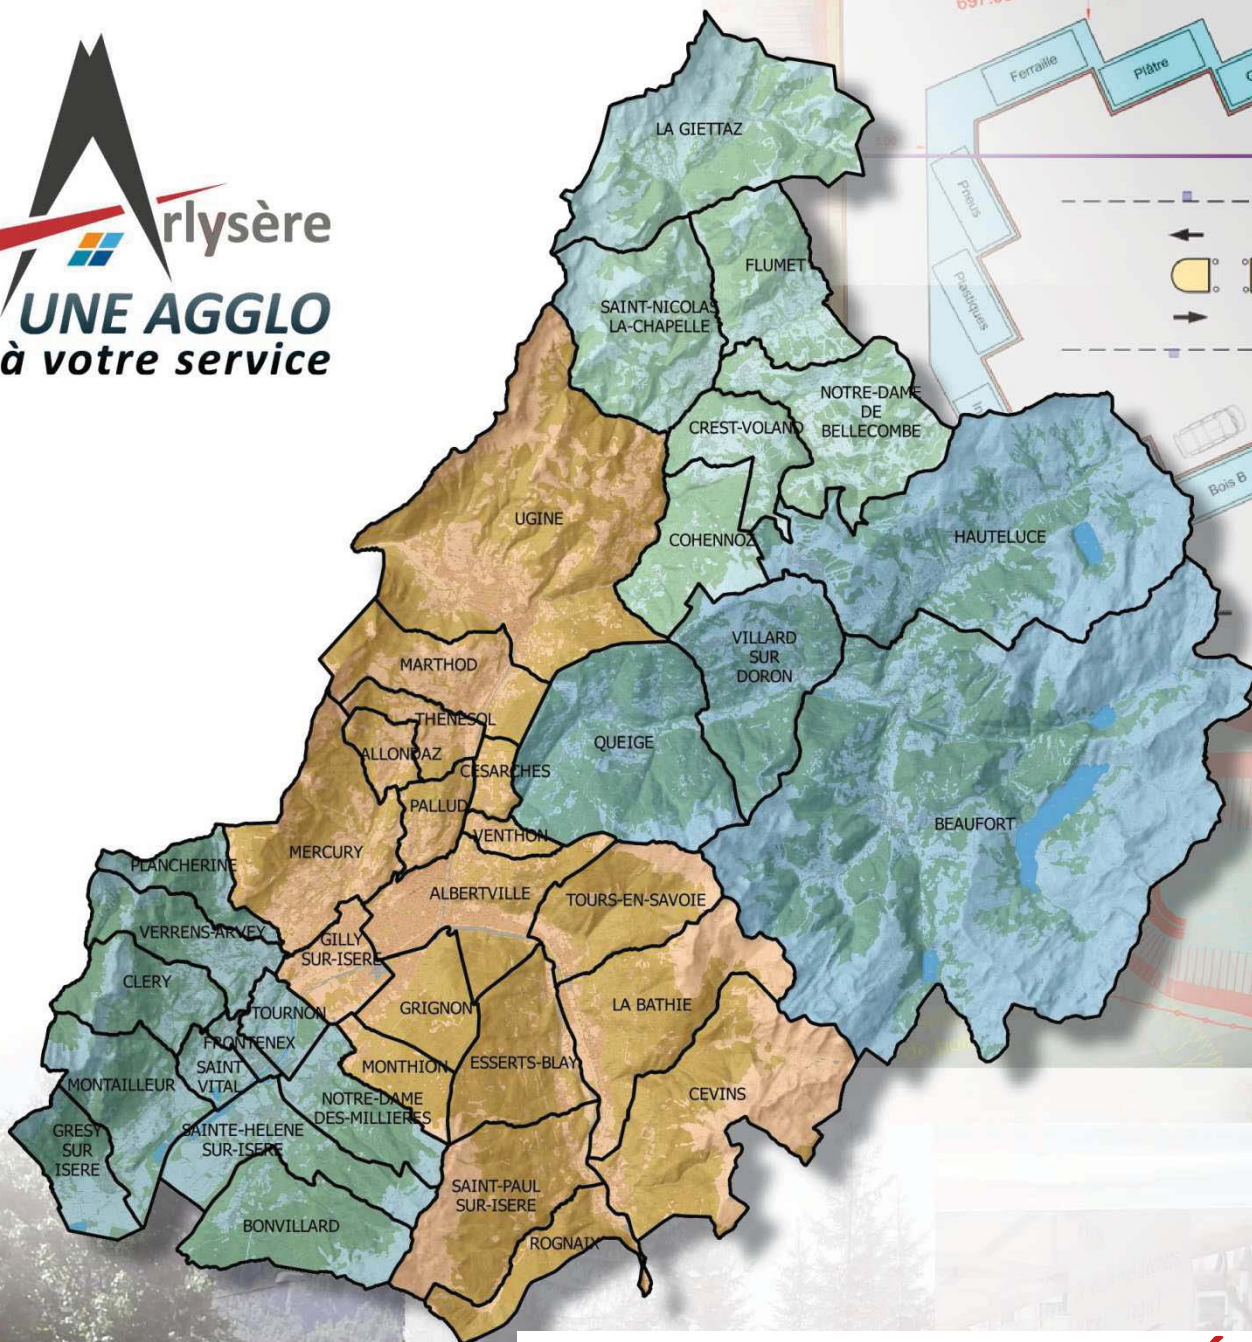 Arlysère
UNE AGGLO
à votre service
Ferraille
Plâtre
Pneus
Plastiques
Bois B
LA GIETTAZ
FLUMET
SAINT-NICOLAS
LA-CHAPELLE
NOTRE-DAME
DE
BELLECOMBE
CREST-VOLAND
UGINE
COHENNOZ
HAUTELUCE
VILLARD
SUR
DORON
MARTHOD
THENESOL
QUEIGE
ALLONDAZ
CESARCHES
PALLUD
BEAUFORT
VENTHON
MERCURY
PLANCHERINE
ALBERTVILLE
TOURS-EN-SAVOIE
VERRENS-ARVEY
GILLY
SUR-ISERE
CLERY
TOURNON
GRIGNON
LA BATHIE
FRONTENEX
SAINT
VITAL
MONTHION
ESSERTS-BLAY
MONTAILLEUR
CEVINS
NOTRE-DAME
DES-MILLIERES
GRESY
SUR
ISERE
SAINTE-HELENE
SUR-ISERE
SAINT-PAUL
SUR-ISERE
BONVILLARD
ROGNAIX